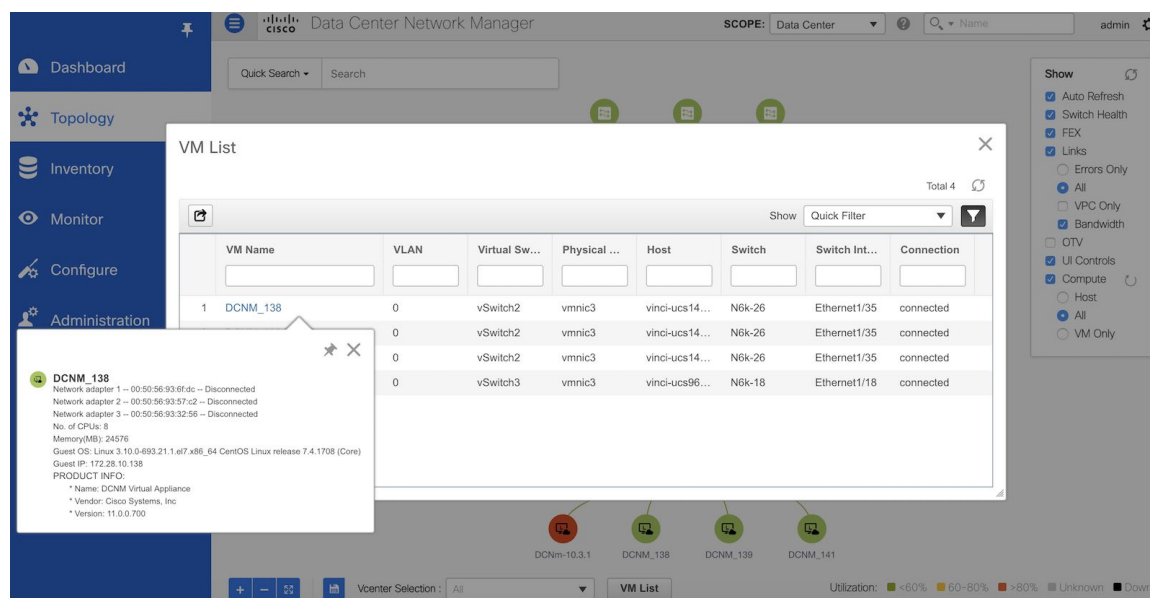 cisco Data Center Network Manager
SCOPE: Data Center
Name
admin
Dashboard
Topology
Inventory
Monitor
Configure
Administration
Quick Search
Search
Show
Auto Refresh
Switch Health
FEX
Links
Errors Only
All
VPC Only
Bandwidth
OTV
UI Controls
Compute
Host
All
VM Only
VM List
Total 4
Show Quick Filter
VM Name VLAN Virtual Sw... Physical ... Host Switch Switch Int... Connection
1 DCNM_138 0 vSwitch2 vmnic3 vinci-ucs14... N6k-26 Ethernet1/35 connected
0 vSwitch2 vmnic3 vinci-ucs14... N6k-26 Ethernet1/35 connected
0 vSwitch2 vmnic3 vinci-ucs14... N6k-26 Ethernet1/35 connected
0 vSwitch3 vmnic3 vinci-ucs96... N6k-18 Ethernet1/18 connected
DCNM_138
Network adapter 1 -- 00:50:56:93:6f:dc -- Disconnected
Network adapter 2 -- 00:50:56:93:57:c2 -- Disconnected
Network adapter 3 -- 00:50:56:93:32:56 -- Disconnected
No. of CPUs: 8
Memory(MB): 24576
Guest OS: Linux 3.10.0-693.21.1.el7.x86_64 CentOS Linux release 7.4.1708 (Core)
Guest IP: 172.28.10.138
PRODUCT INFO:
* Name: DCNM Virtual Appliance
* Vendor: Cisco Systems, Inc
* Version: 11.0.0.700
DCNm-10.3.1 DCNM_138 DCNM_139 DCNM_141
Vcenter Selection : All
VM List
Utilization: <60% 60-80% >80% Unknown Down